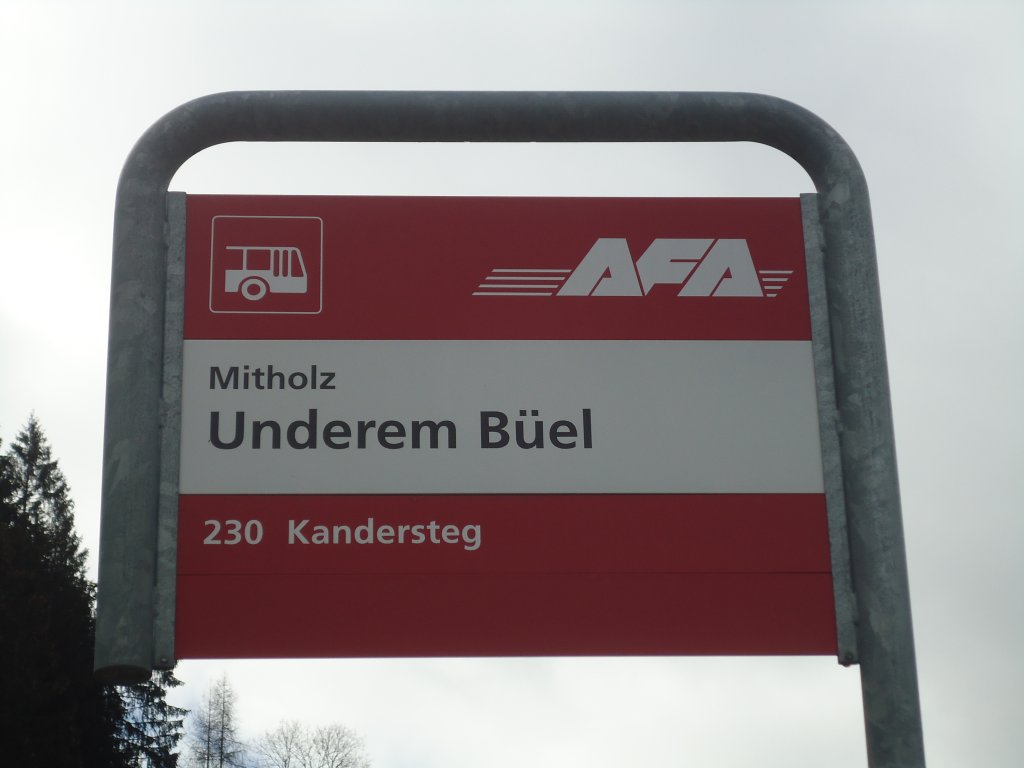 AFA
Mitholz
Underem Büel
230 Kandersteg